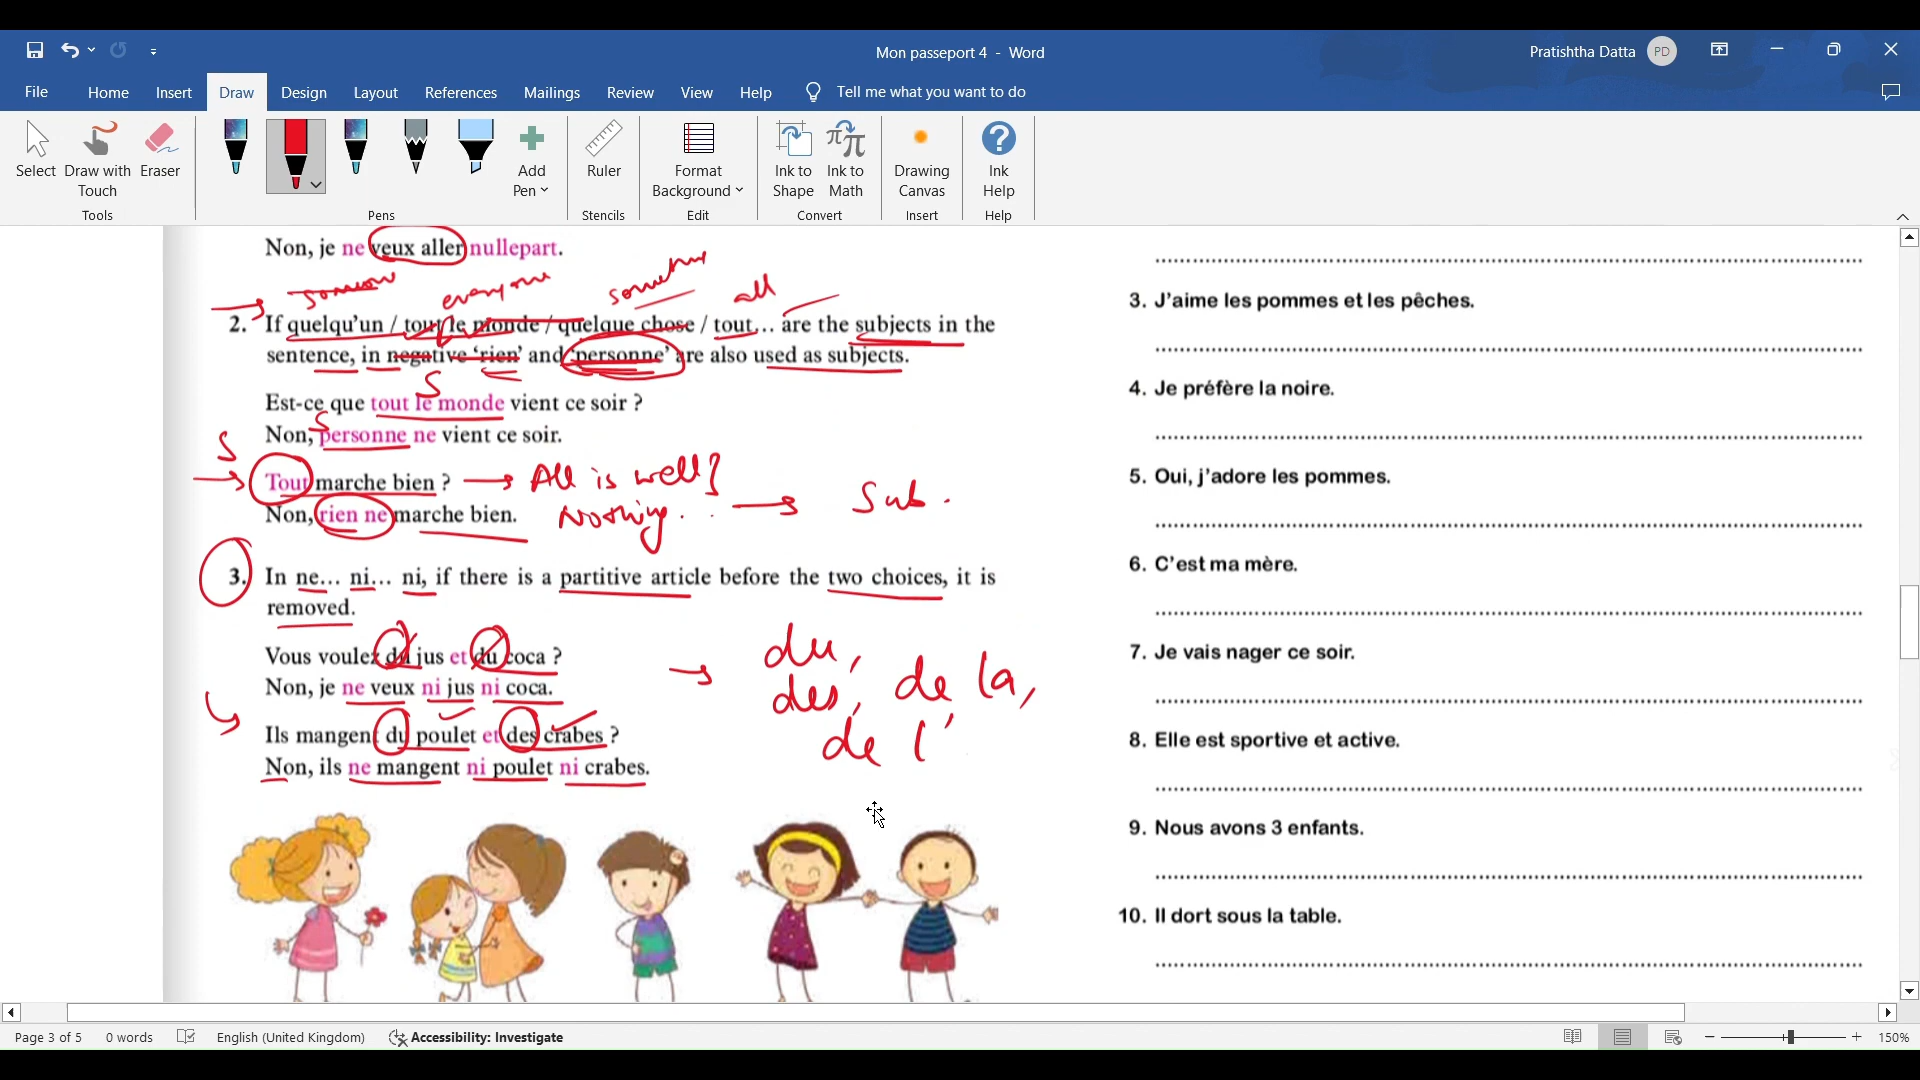 Mon passeport 4 - Word
Pratishtha Datta PD
File Home Insert Draw Design Layout References Mailings Review View Help Tell me what you want to do
Select Draw with Touch Eraser Add Pen Ruler Format Background Ink to Shape Ink to Math Drawing Canvas Ink Help
Tools Pens Stencils Edit Convert Insert Help
Non, je ne veux aller nullepart.
everyone all
2. If quelqu'un / tout le monde / quelque chose / tout... are the subjects in the
sentence, in negative 'rien' and 'personne' are also used as subjects.
S
Est-ce que tout le monde vient ce soir ?
S
Non, personne ne vient ce soir.
S
Tout marche bien ? → All is well?
Non, rien ne marche bien. Nothing. . → Sub.
3. In ne... ni... ni, if there is a partitive article before the two choices, it is
removed.
Vous voulez du jus et du coca ?
Non, je ne veux ni jus ni coca.
Ils mangent du poulet et des crabes ?
Non, ils ne mangent ni poulet ni crabes.
→ du,
des, de la,
de l'
3. J'aime les pommes et les pêches.
4. Je préfère la noire.
5. Oui, j'adore les pommes.
6. C'est ma mère.
7. Je vais nager ce soir.
8. Elle est sportive et active.
9. Nous avons 3 enfants.
10. Il dort sous la table.
Page 3 of 5 0 words English (United Kingdom) Accessibility: Investigate 150%